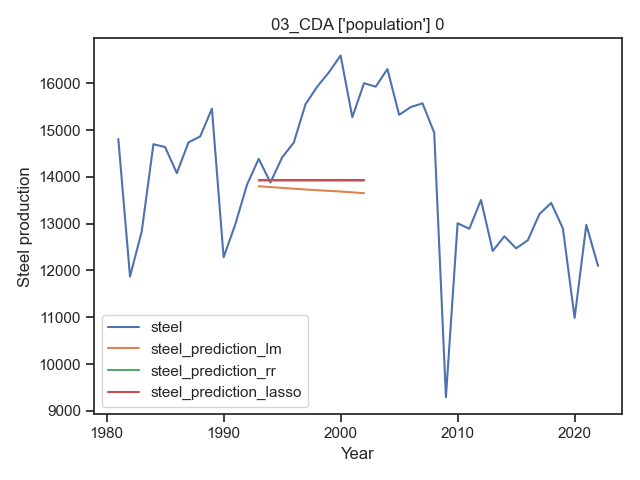 03_CDA ['population'] 0
Steel production
16000
15000
14000
13000
12000
11000
10000
9000
steel
steel_prediction_lm
steel_prediction_rr
steel_prediction_lasso
1980
1990
2000
2010
2020
Year